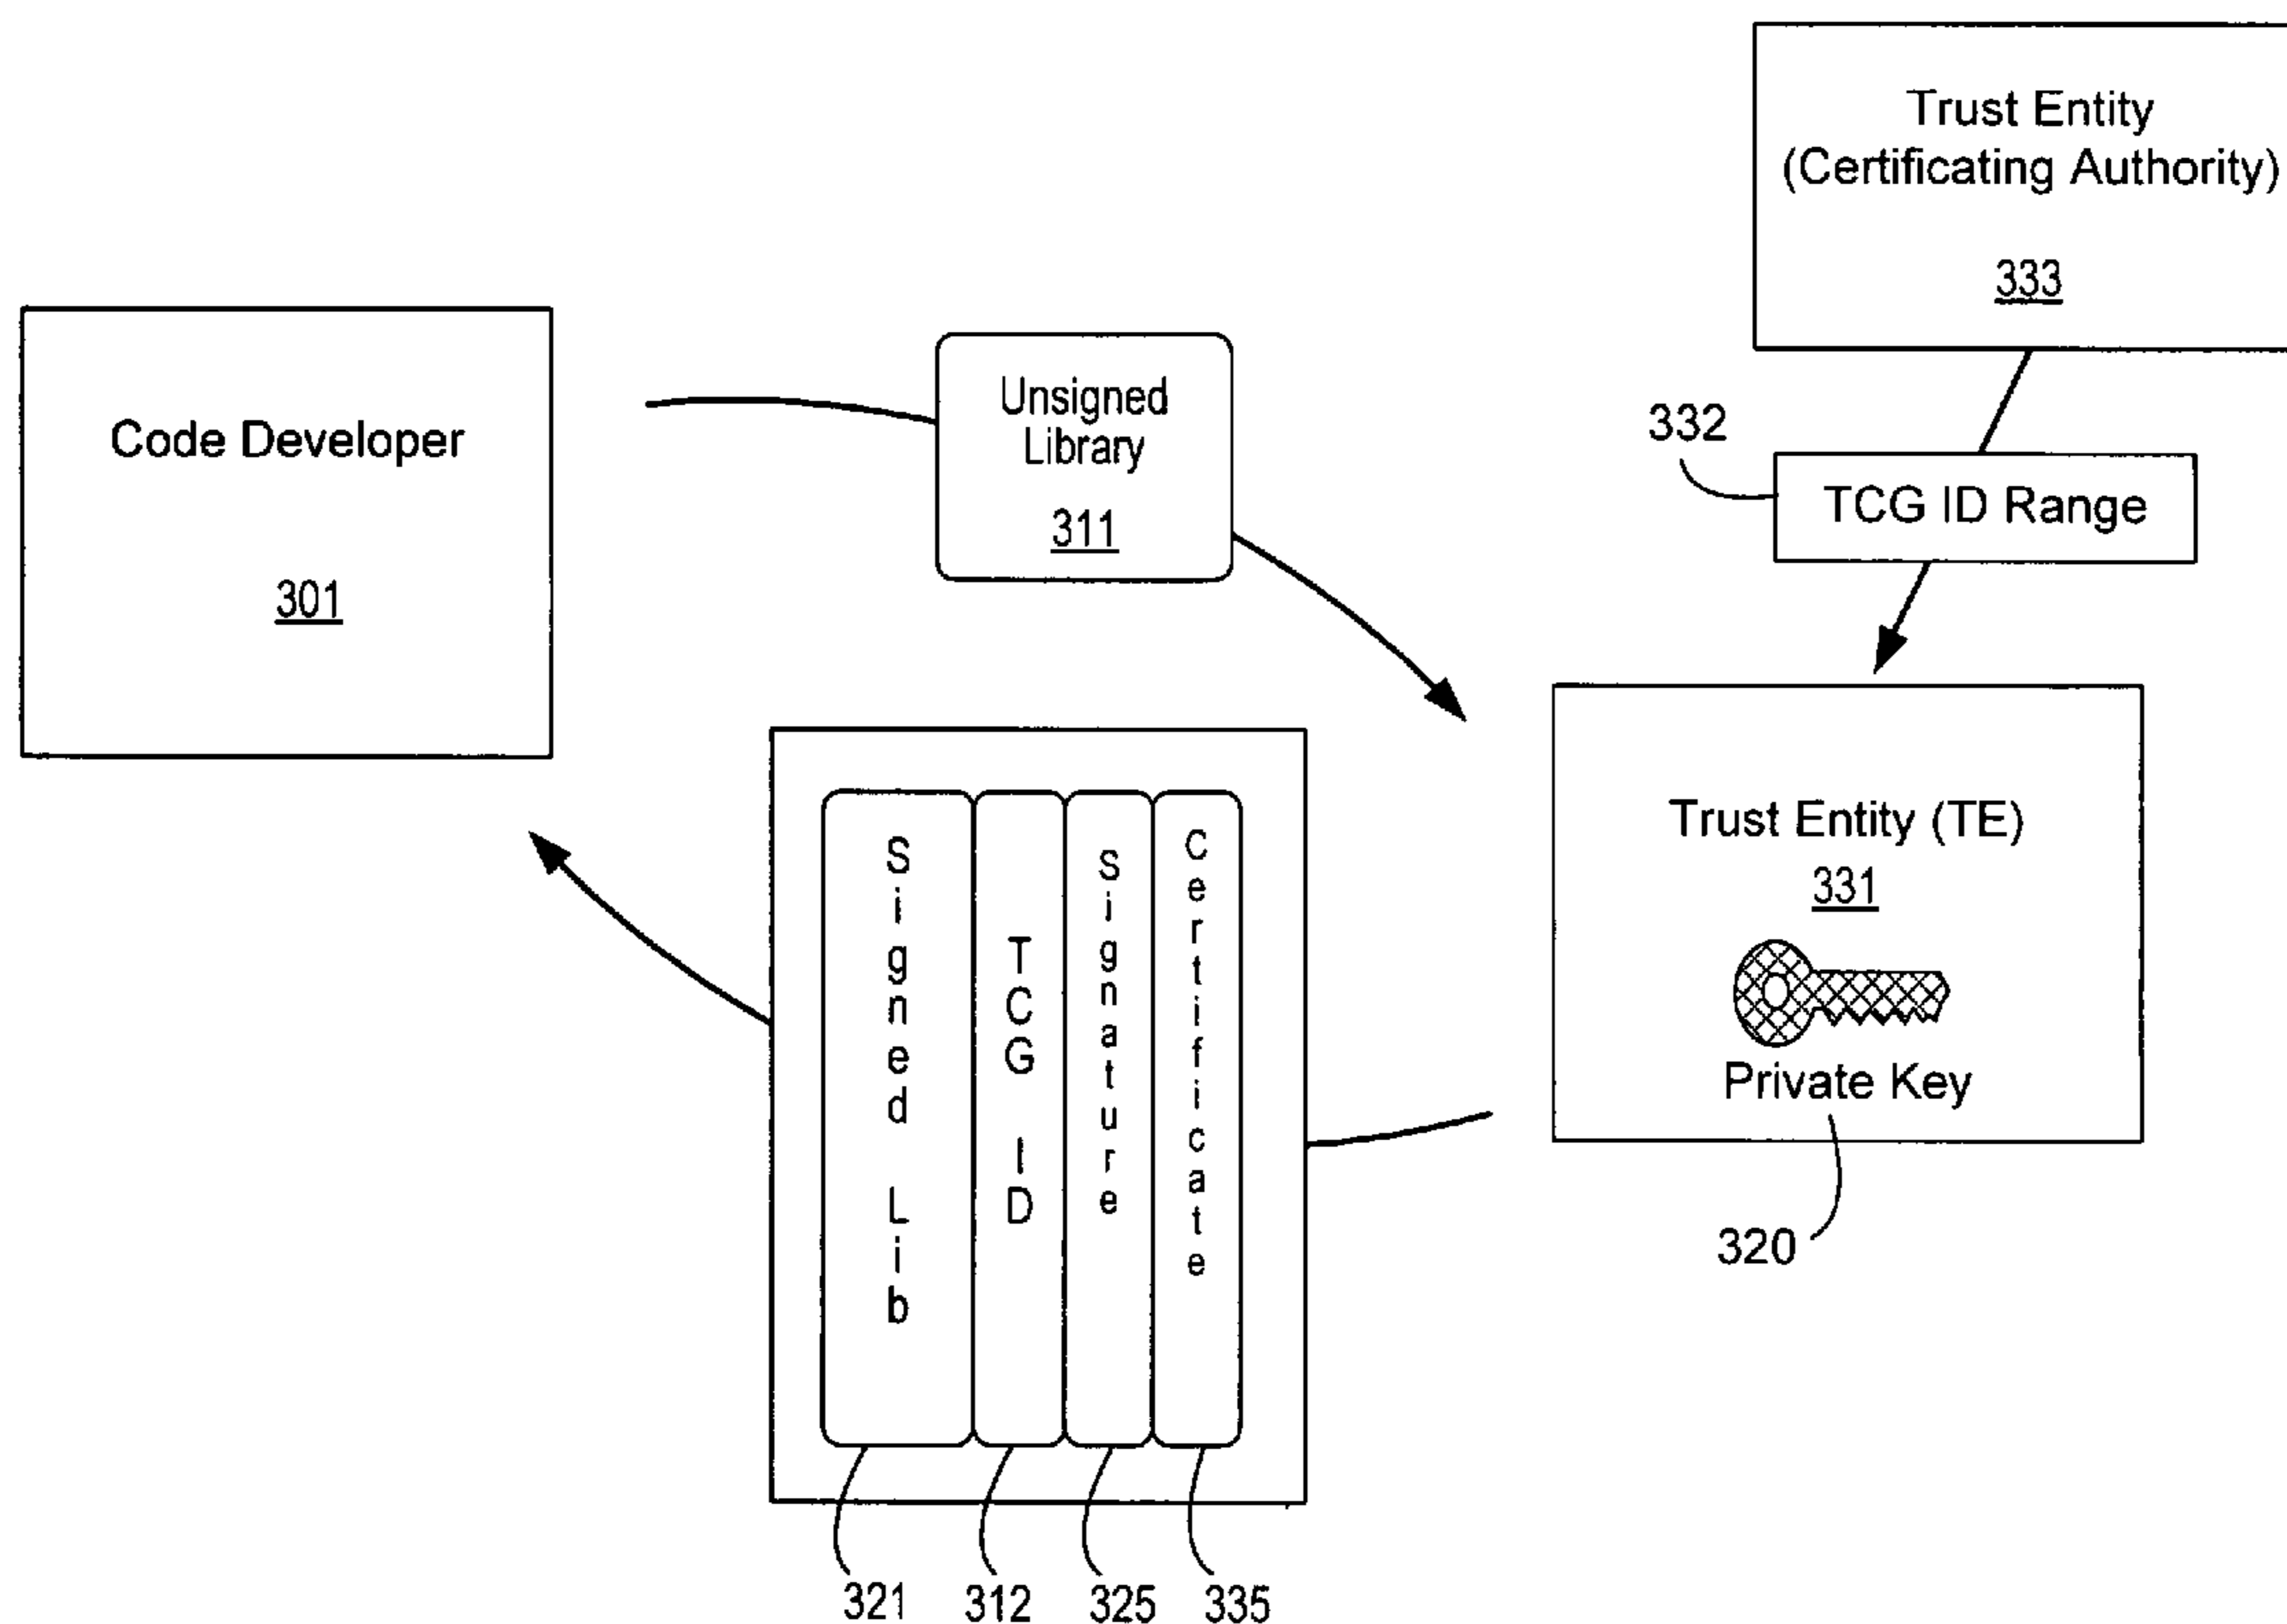 Trust Entity
(Certificating Authority)
333
Code Developer
301
Unsigned
Library
311
332
TCG ID Range
Trust Entity (TE)
331
Private Key
320
Signed Lib
TCG ID
Signature
Certificate
321
312
325
335